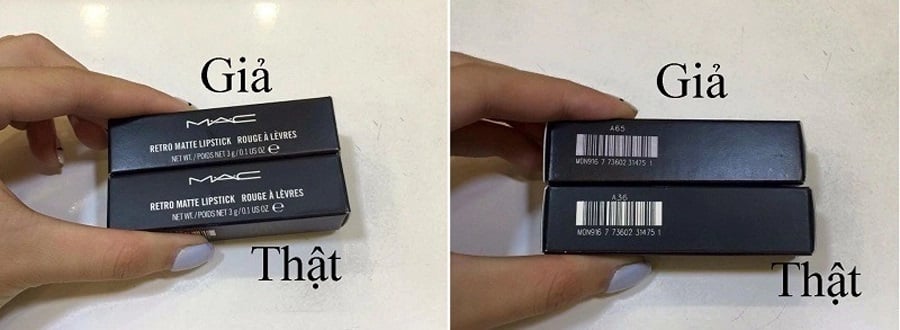 Giả
MAC
RETRO MATTE LIPSTICK ROUGE À LÈVRES
NET WT. / POIDS NET 3 g / 0.1 US OZ e
MAC
RETRO MATTE LIPSTICK ROUGE À LÈVRES
NET WT. / POIDS NET 3 g / 0.1 US OZ e
Thật
Giả
A65
MON916 7 73602 31475 1
A36
MON916 7 73602 31475 1
Thật